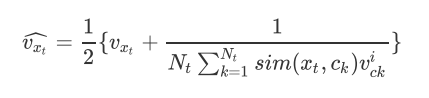 $\widehat{v_{x_t}} = \frac{1}{2}\{v_{x_t} + \frac{1}{N_t \sum_{k=1}^{N_t} sim(x_t, c_k) v_{ck}^{i}}\}$